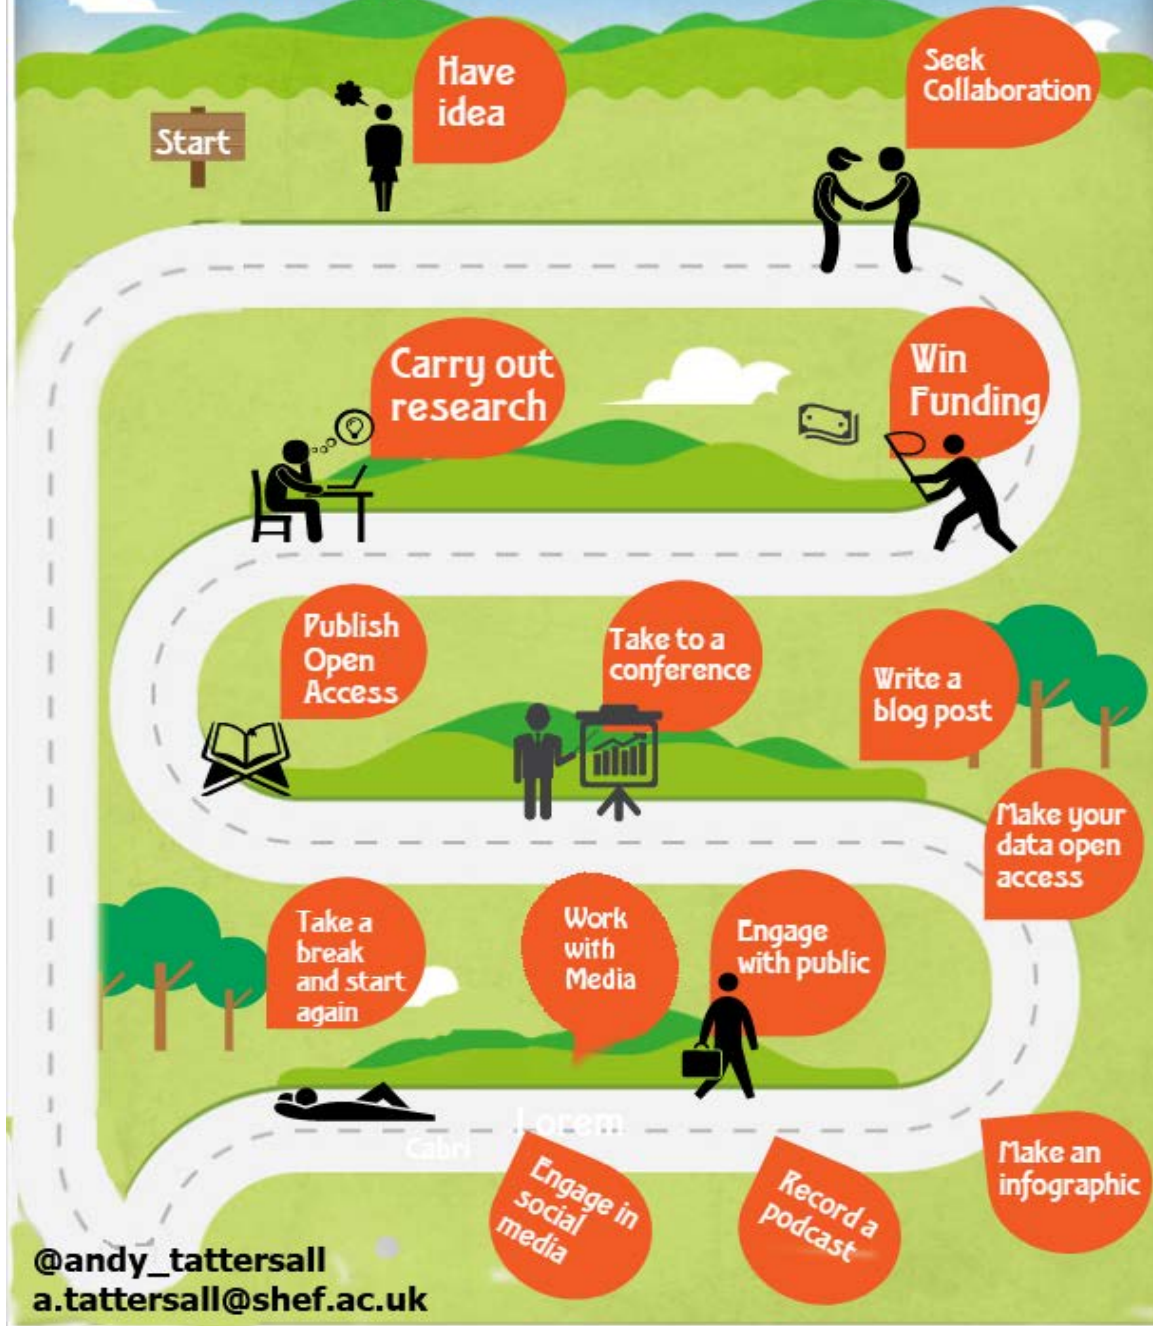 Start
Have
idea
Seek
Collaboration
Win
Funding
Carry out
research
Publish
Open
Access
Take to a
conference
Write a
blog post
Make your
data open
access
Make an
infographic
Record a
podcast
Engage
with public
Engage in
social
media
Work
with
Media
Take a
break
and start
again
Lorem
Cabri
@andy_tattersall
a.tattersall@shef.ac.uk